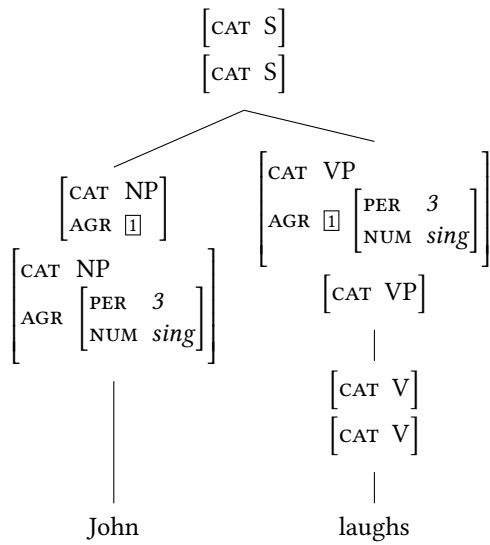 [CAT S]
[CAT S]
[CAT NP
AGR 1]
[CAT VP
AGR 1 [PER 3
NUM sing]]
[CAT NP
AGR [PER 3
NUM sing]]
[CAT VP]
[CAT V]
[CAT V]
John laughs